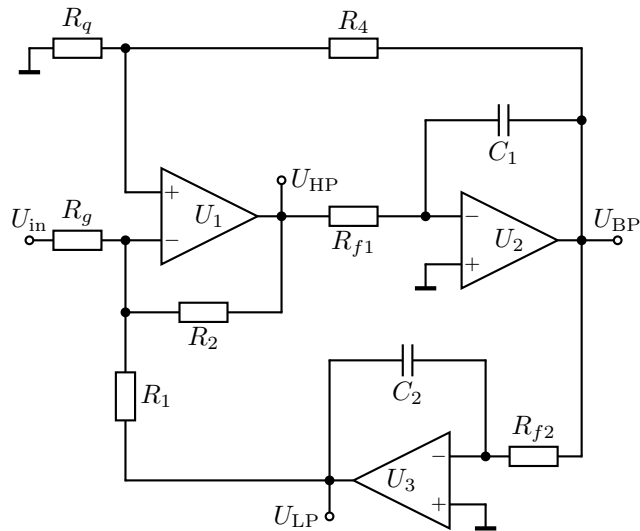 R_q
R_4
C_1
U_HP
+
U_1
−
U_in
R_g
R_f1
−
U_2
+
U_BP
R_2
C_2
R_1
R_f2
−
U_3
+
U_LP